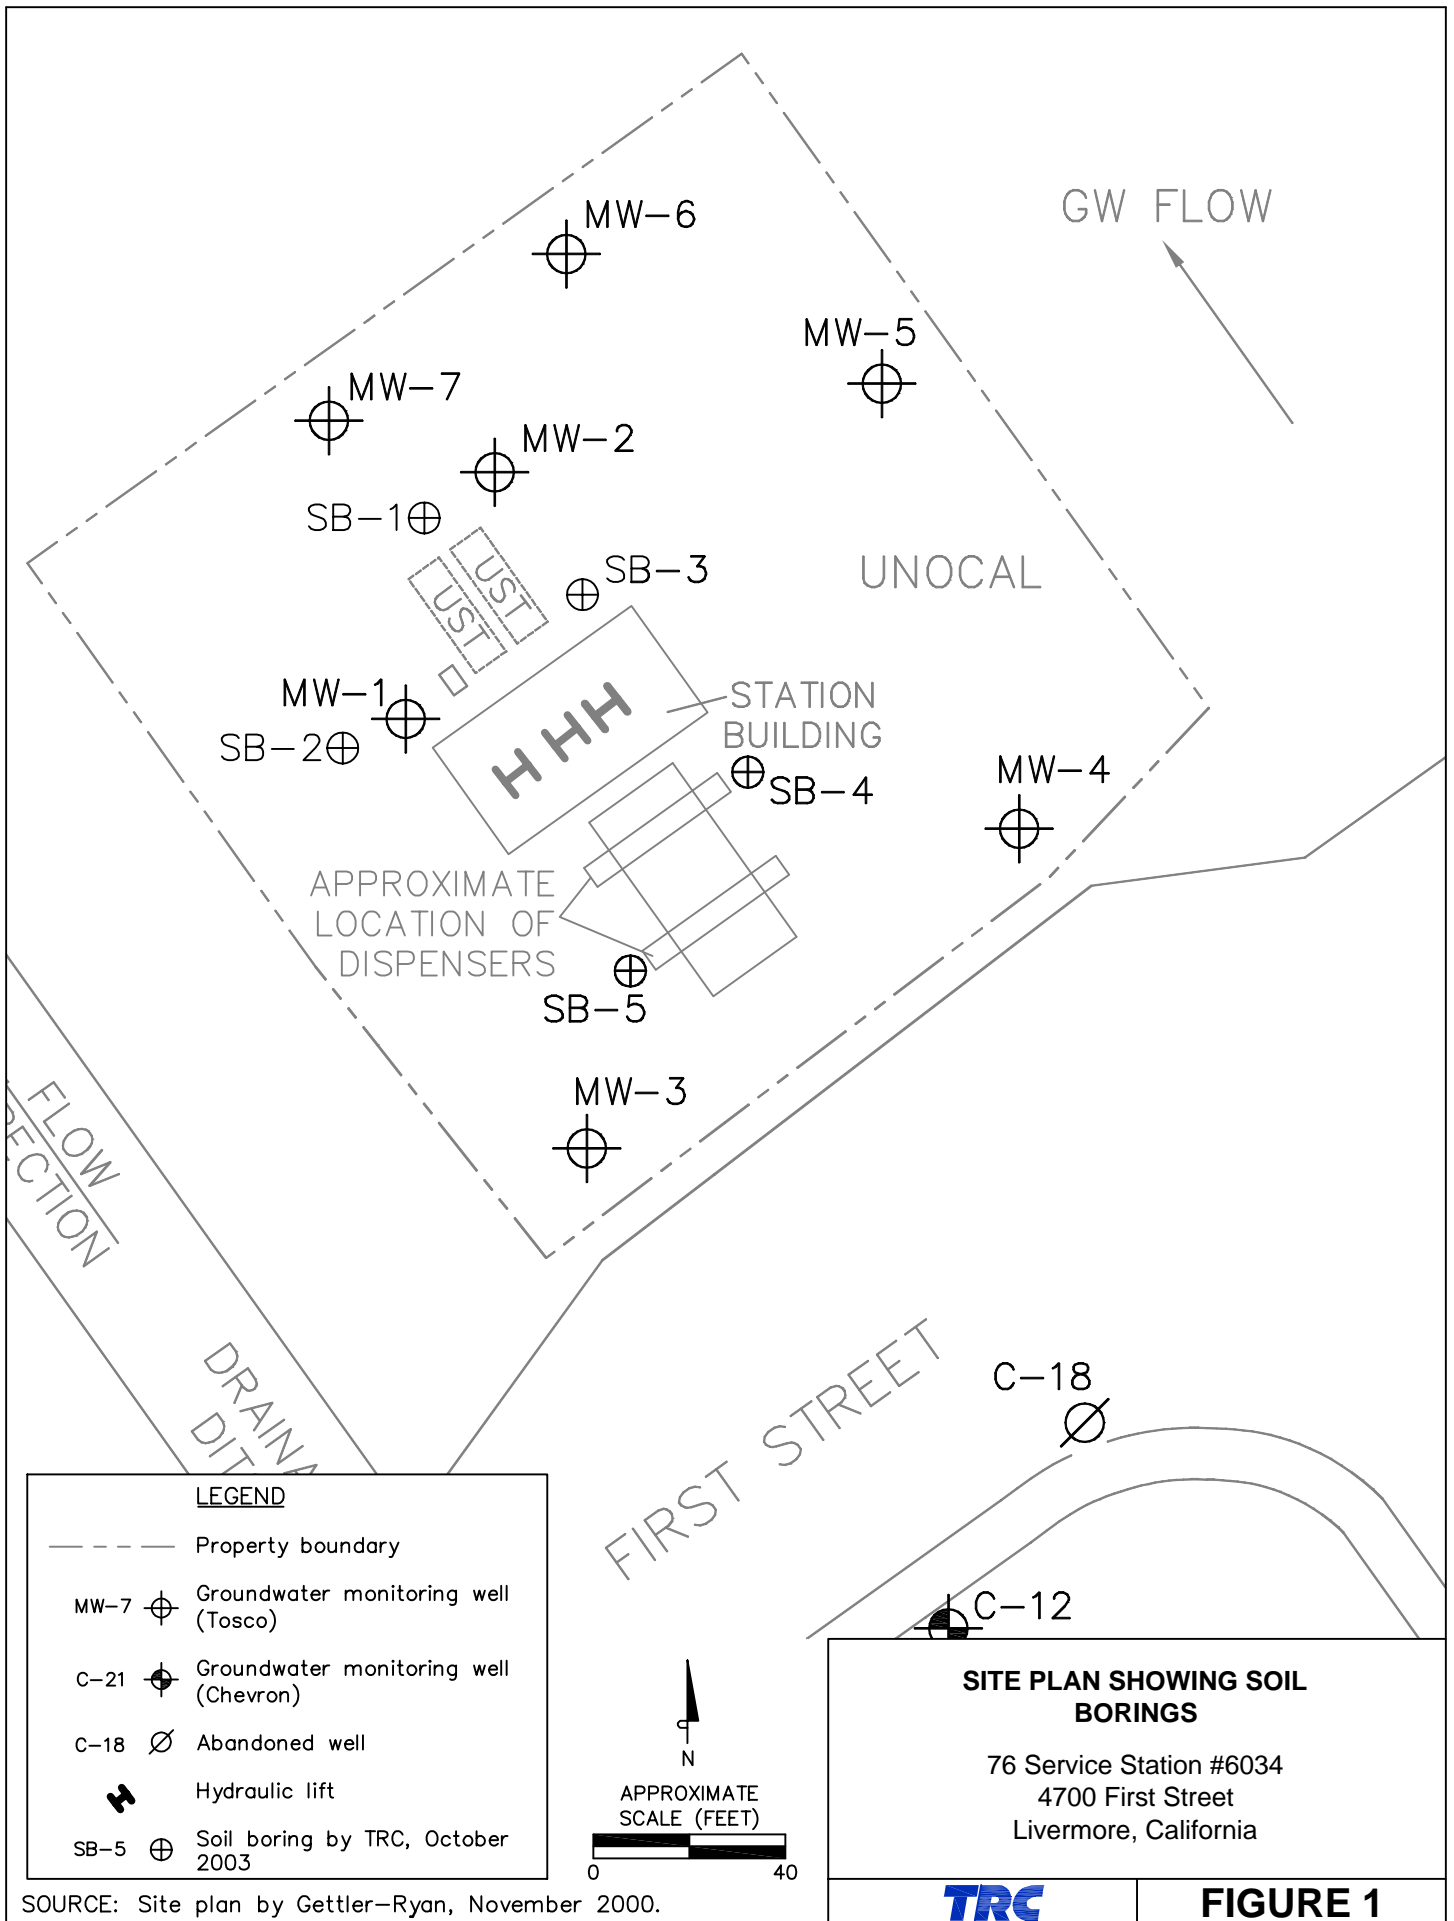 MW-6
GW FLOW
MW-5
MW-7
MW-2
SB-1
SB-3
UNOCAL
UST
UST
MW-1
STATION
BUILDING
SB-2
MW-4
SB-4
APPROXIMATE
LOCATION OF
DISPENSERS
SB-5
MW-3
FLOW
ECTION
DRAINA
DIT
FIRST STREET
C-18
C-12
LEGEND
Property boundary
MW-7 Groundwater monitoring well
(Tosco)
C-21 Groundwater monitoring well
(Chevron)
C-18 Abandoned well
Hydraulic lift
SB-5 Soil boring by TRC, October
2003
N
APPROXIMATE
SCALE (FEET)
0 40
SITE PLAN SHOWING SOIL
BORINGS
76 Service Station #6034
4700 First Street
Livermore, California
SOURCE: Site plan by Gettler-Ryan, November 2000.
TRC
FIGURE 1